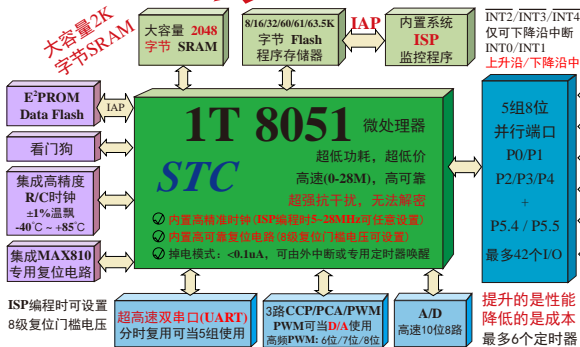 大容量2K
字节SRAM
大容量 2048
字节 SRAM
8/16/32/60/61/63.5K
字节 Flash
程序存储器
IAP
内置系统
ISP
监控程序
INT2/INT3/INT4
仅可下降沿中断
INT0/INT1
上升沿/下降沿中
E²PROM
Data Flash
IAP
看门狗
集成高精度
R/C时钟
±1%温飘
-40℃~+85℃
集成MAX810
专用复位电路
ISP编程时可设置
8级复位门槛电压
1T 8051 微处理器
STC
超低功耗，超低价
高速(0-28M)，高可靠
超强抗干扰，无法解密
内置高精准时钟(ISP编程时5-28MHz可任意设置)
内置高可靠复位电路(8级复位门槛电压可设置)
掉电模式：<0.1uA，可由外中断或专用定时器唤醒
5组8位
并行端口
P0/P1
P2/P3/P4
+
P5.4 / P5.5
最多42个I/O
超高速双串口(UART)
分时复用可当5组使用
3路CCP/PCA/PWM
PWM可当D/A使用
高频PWM: 6位/7位/8位
A/D
高速10位8路
提升的是性能
降低的是成本
最多6个定时器